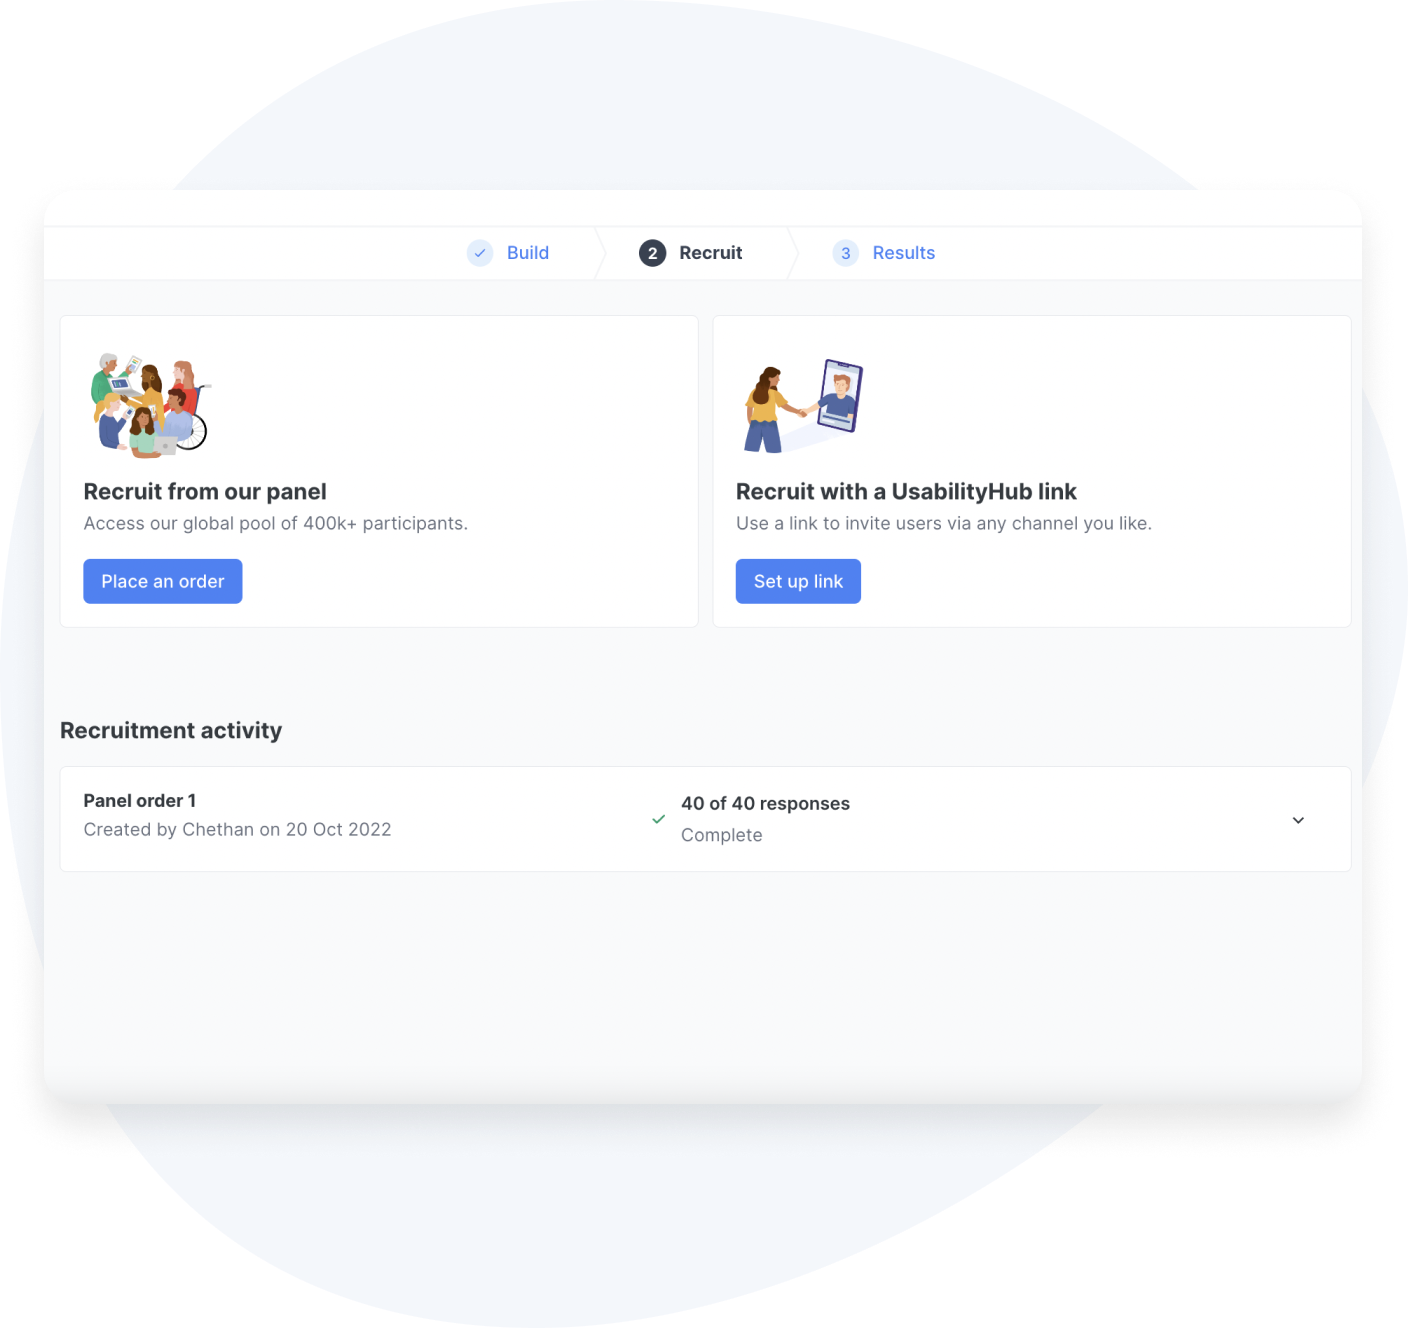 Build
2 Recruit
3 Results
Recruit from our panel
Access our global pool of 400k+ participants.
Place an order
Recruit with a UsabilityHub link
Use a link to invite users via any channel you like.
Set up link
Recruitment activity
Panel order 1
Created by Chethan on 20 Oct 2022
40 of 40 responses
Complete